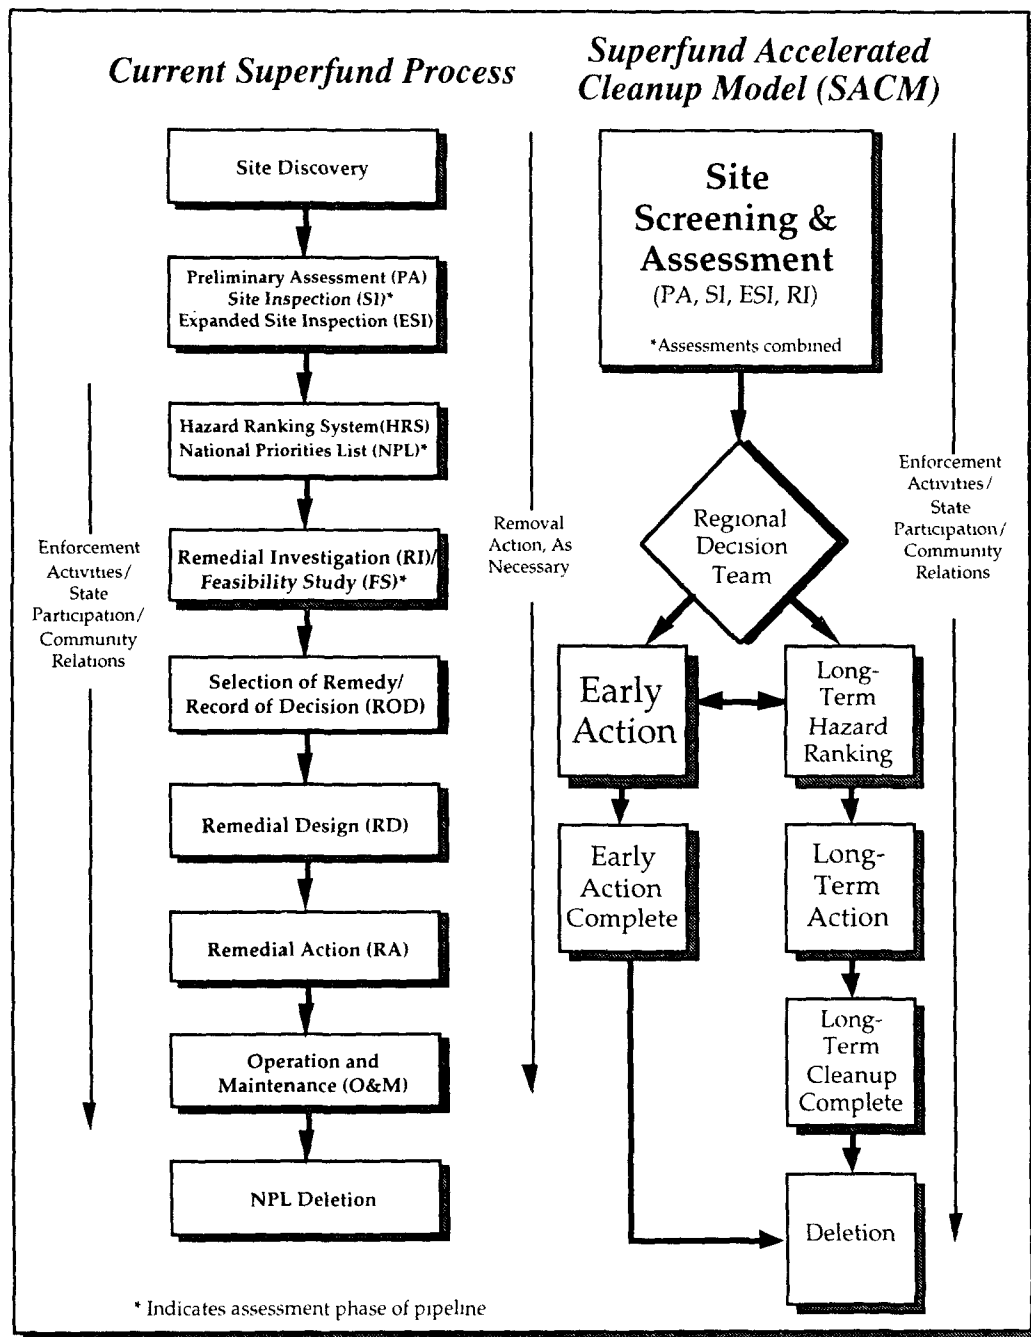 Current Superfund Process
Site Discovery
Preliminary Assessment (PA)
Site Inspection (SI)*
Expanded Site Inspection (ESI)
Hazard Ranking System(HRS)
National Priorities List (NPL)*
Remedial Investigation (RI)/
Feasibility Study (FS)*
Selection of Remedy/
Record of Decision (ROD)
Remedial Design (RD)
Remedial Action (RA)
Operation and
Maintenance (O&M)
NPL Deletion
Enforcement
Activities/
State
Participation/
Community
Relations
Removal
Action, As
Necessary
Superfund Accelerated
Cleanup Model (SACM)
Site
Screening &
Assessment
(PA, SI, ESI, RI)
*Assessments combined
Regional
Decision
Team
Early
Action
Long-
Term
Hazard
Ranking
Early
Action
Complete
Long-
Term
Action
Long-
Term
Cleanup
Complete
Deletion
Enforcement
Activities/
State
Participation/
Community
Relations
* Indicates assessment phase of pipeline